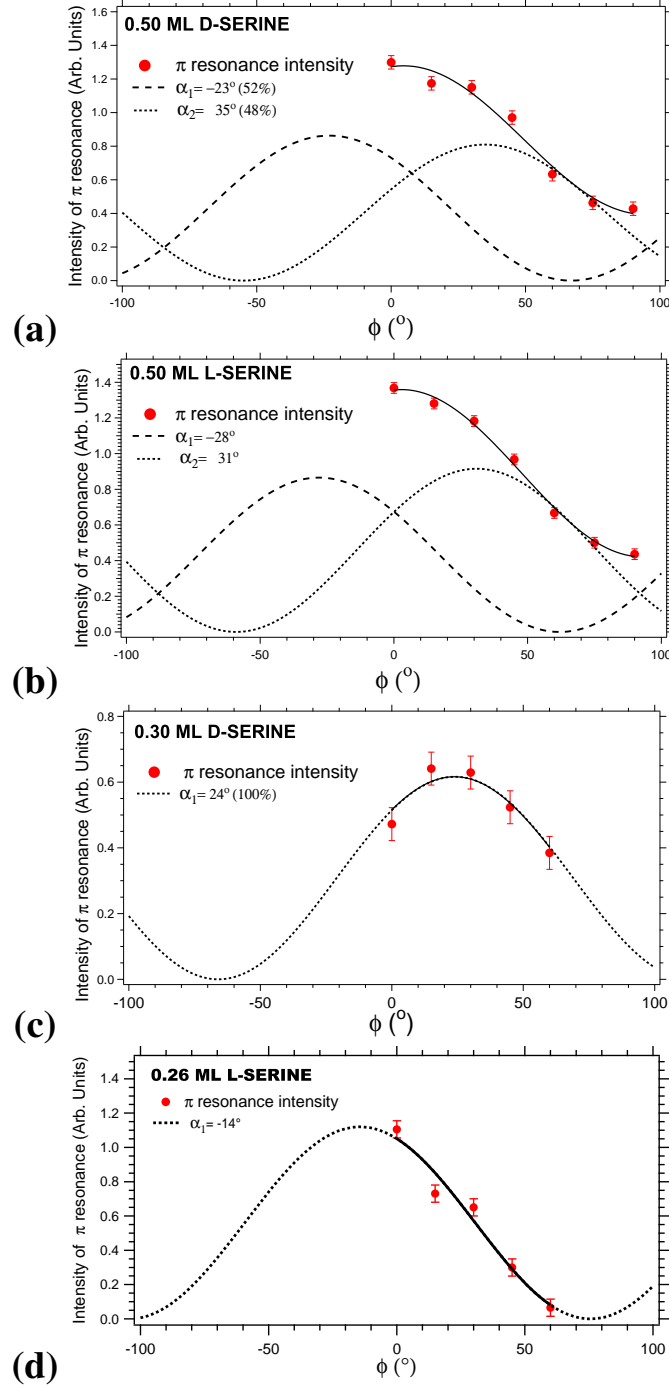 0.50 ML D-SERINE
π resonance intensity
α1= −23° (52%)
α2= 35° (48%)
Intensity of π resonance (Arb. Units)
1.6
1.4
1.2
1.0
0.8
0.6
0.4
0.2
0.0
-100 -50 0 50 100
ϕ (°)
(a)
0.50 ML L-SERINE
π resonance intensity
α1= −28°
α2= 31°
Intensity of π resonance (Arb. Units)
1.4
1.2
1.0
0.8
0.6
0.4
0.2
0.0
-100 -50 0 50 100
ϕ (°)
(b)
0.30 ML D-SERINE
π resonance intensity
α1= 24° (100%)
Intensity of π resonance (Arb. Units)
0.8
0.6
0.4
0.2
0.0
-100 -50 0 50 100
ϕ (°)
(c)
0.26 ML L-SERINE
π resonance intensity
α1= -14°
Intensity of π resonance (Arb. Units)
1.4
1.2
1.0
0.8
0.6
0.4
0.2
0.0
-100 -50 0 50 100
ϕ (°)
(d)